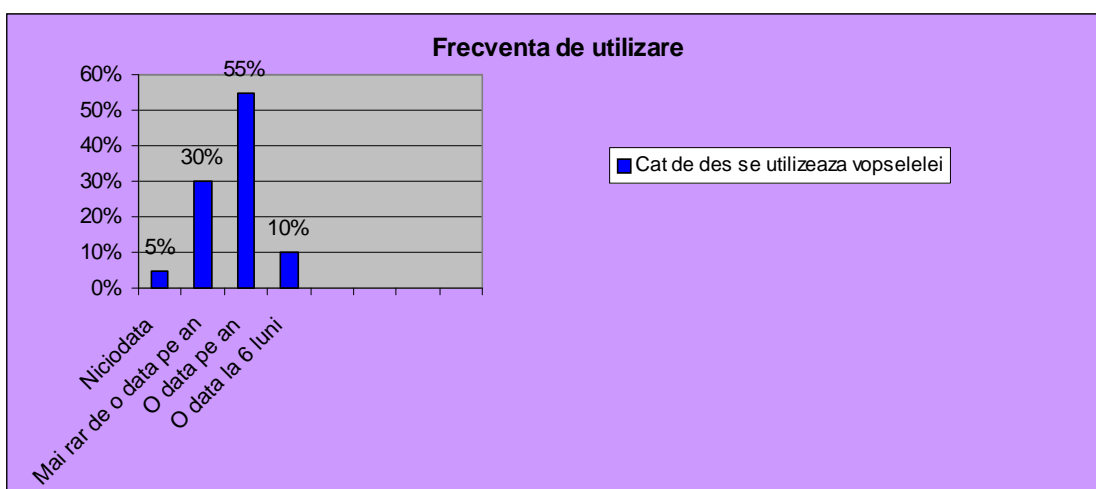 Frecventa de utilizare
60%
50%
40%
30%
20%
10%
0%
5%
30%
55%
10%
Niciodata
Mai rar de o data pe an
O data pe an
O data la 6 luni
Cat de des se utilizeaza vopselelei